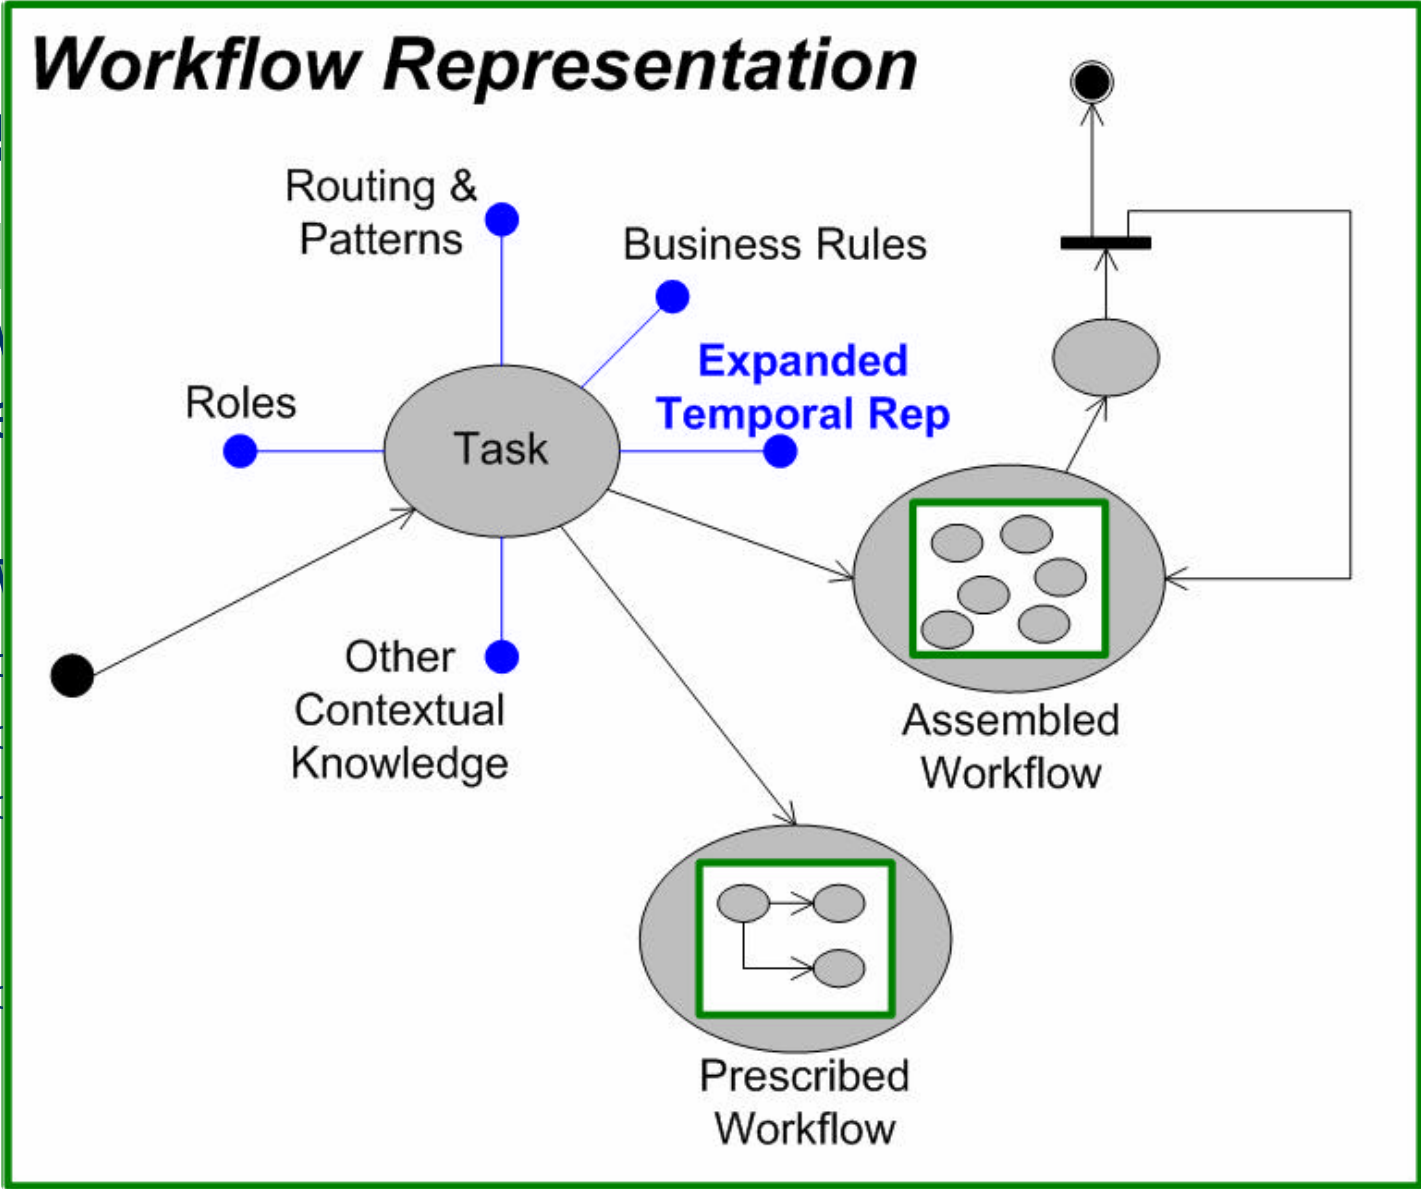 Workflow Representation
Routing &
Patterns
Business Rules
Expanded
Temporal Rep
Roles
Task
Other
Contextual
Knowledge
Assembled
Workflow
Prescribed
Workflow